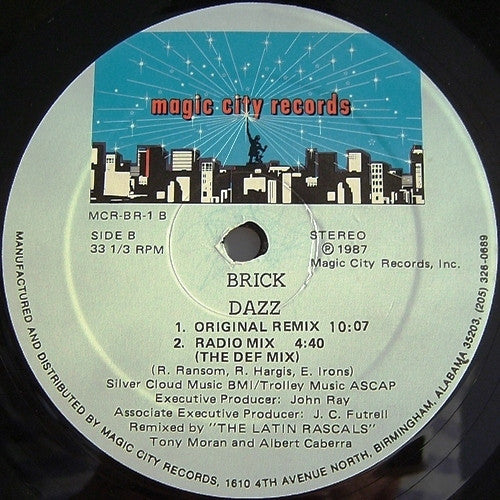 magic city records
MCR-BR-1 B
SIDE B
33 1/3 RPM
STEREO
Ⓟ 1987
Magic City Records, Inc.
BRICK
DAZZ
1. ORIGINAL REMIX 10:07
2. RADIO MIX 4:40
(THE DEF MIX)
(R. Ransom, R. Hargis, E. Irons)
Silver Cloud Music BMI/Trolley Music ASCAP
Executive Producer: John Ray
Associate Executive Producer: J. C. Futrell
Remixed by "THE LATIN RASCALS"
Tony Moran and Albert Caberra
MANUFACTURED AND DISTRIBUTED BY MAGIC CITY RECORDS, 1610 4TH AVENUE NORTH, BIRMINGHAM, ALABAMA 35203, (205) 326-0689